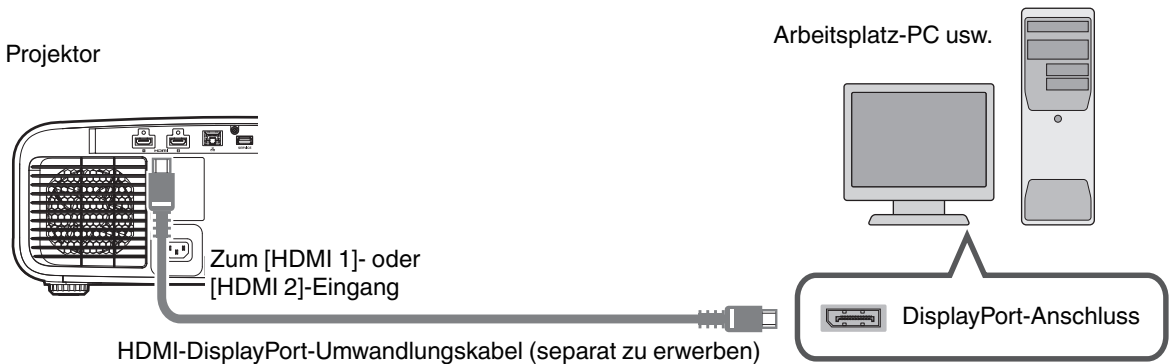 Projektor
Arbeitsplatz-PC usw.
HDMI
Zum [HDMI 1]- oder
[HDMI 2]-Eingang
DisplayPort-Anschluss
HDMI-DisplayPort-Umwandlungskabel (separat zu erwerben)